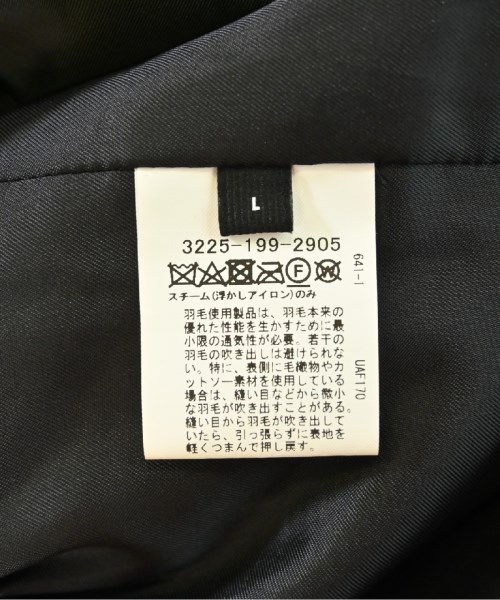 L
3225-199-2905
F W
スチーム(浮かしアイロン)のみ
羽毛使用製品は、羽毛本来の
優れた性能を生かすために最
小限の通気性が必要。若干の
羽毛の吹き出しは避けられな
い。特に、表側に毛織物やカ
ットソー素材を使用している
場合は、縫い目などから微小
な羽毛が吹き出すことがある。
縫い目から羽毛が吹き出して
いたら、引っ張らずに表地を
軽くつまんで押し戻す。
641-1
UAF170